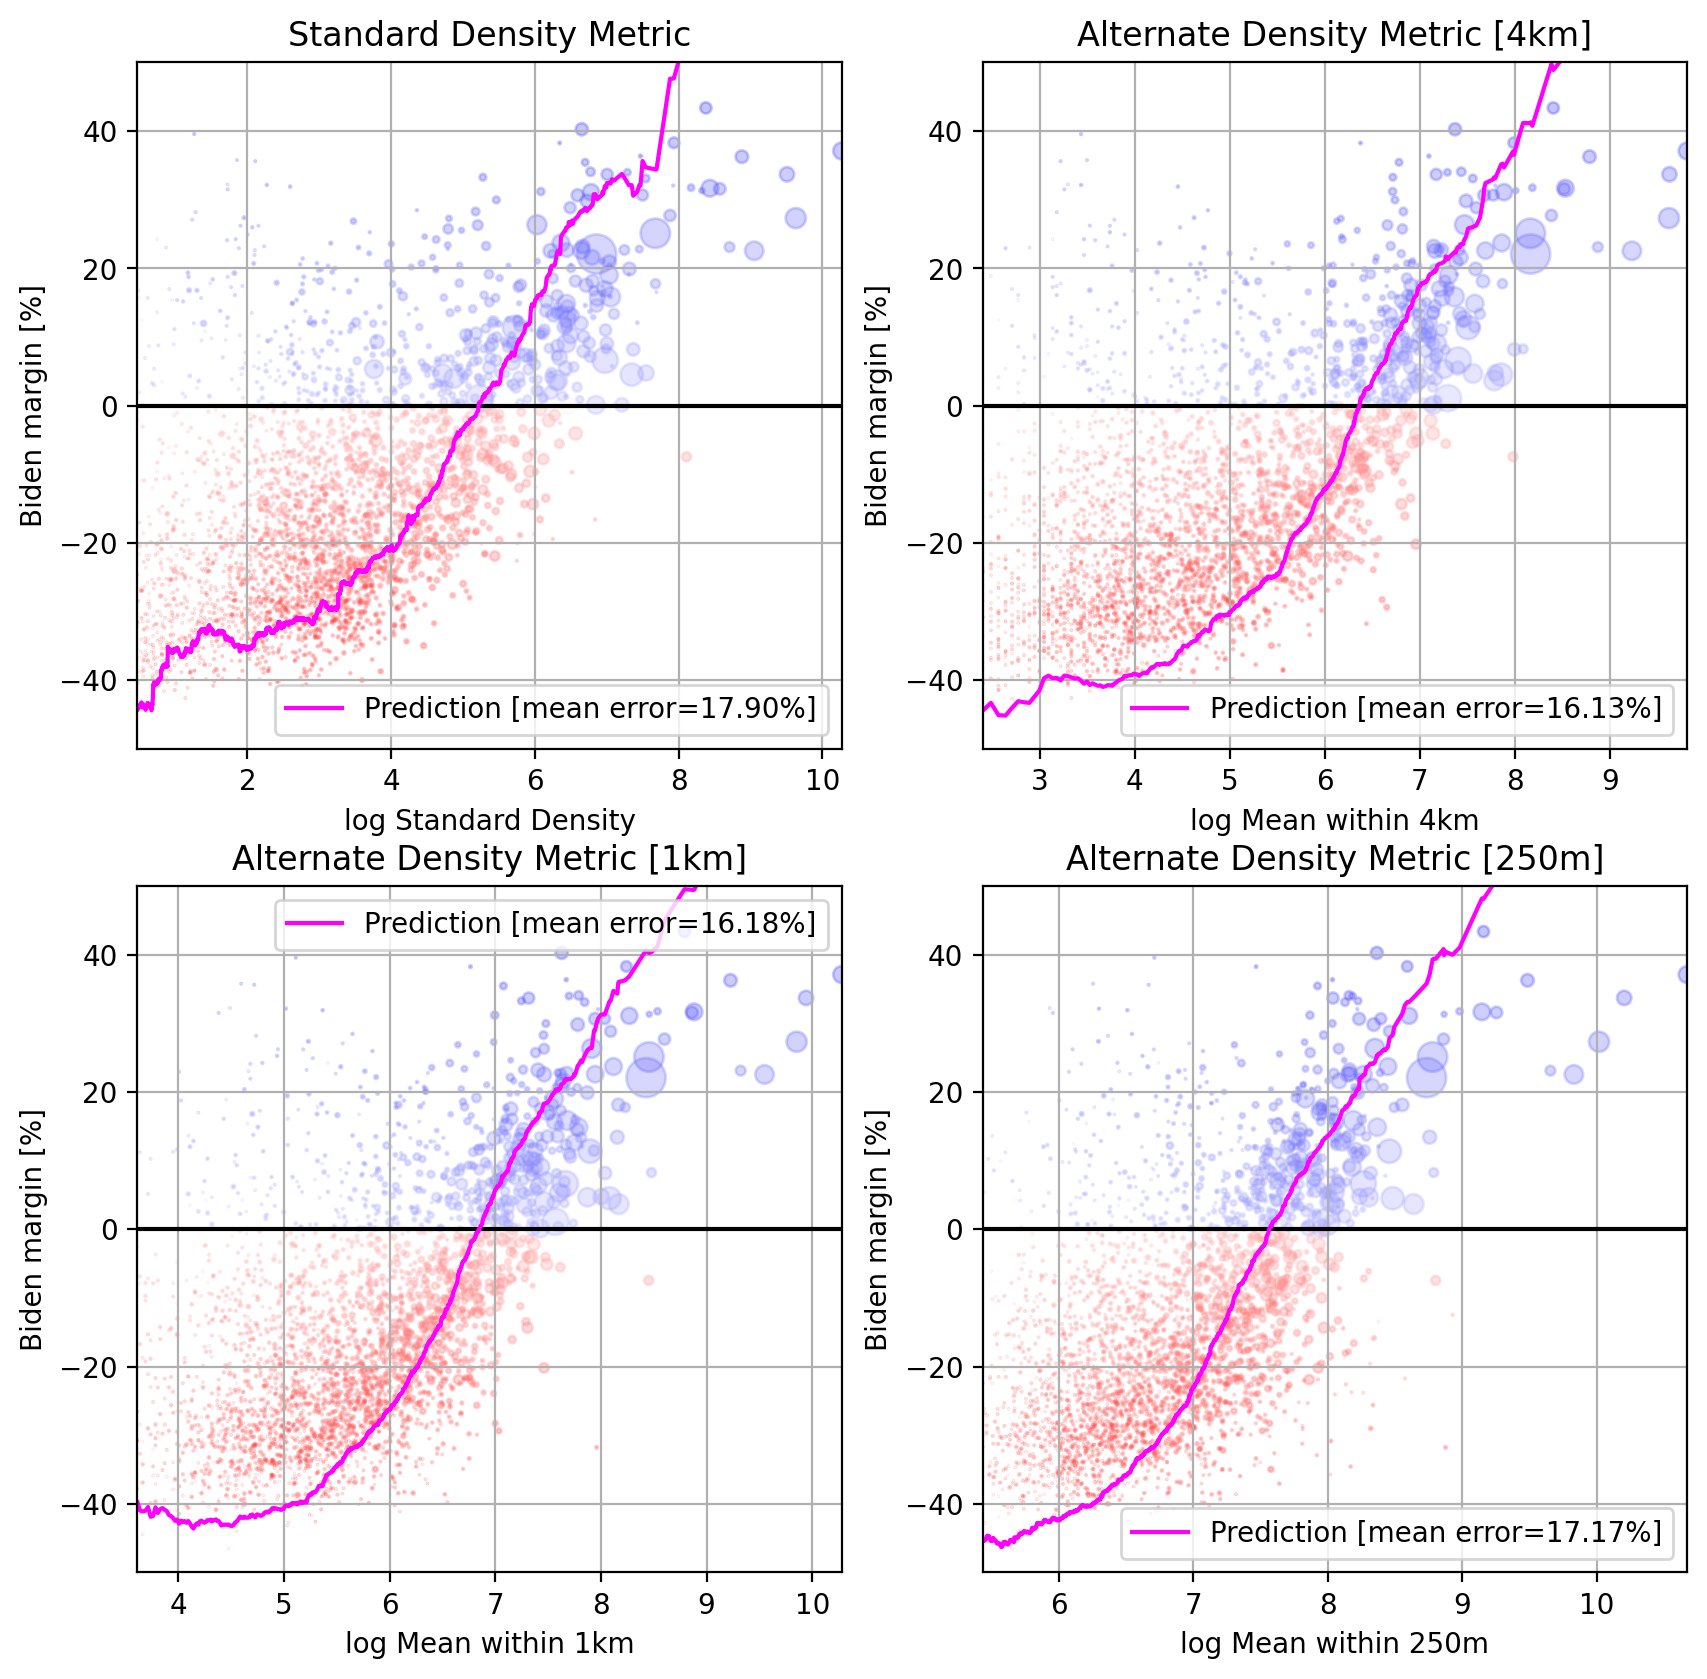 Standard Density Metric
40
20
0
−20
−40
Biden margin [%]
Prediction [mean error=17.90%]
2 4 6 8 10
log Standard Density
Alternate Density Metric [4km]
40
20
0
−20
−40
Biden margin [%]
Prediction [mean error=16.13%]
3 4 5 6 7 8 9
log Mean within 4km
Alternate Density Metric [1km]
Prediction [mean error=16.18%]
40
20
0
−20
−40
Biden margin [%]
4 5 6 7 8 9 10
log Mean within 1km
Alternate Density Metric [250m]
40
20
0
−20
−40
Biden margin [%]
Prediction [mean error=17.17%]
6 7 8 9 10
log Mean within 250m